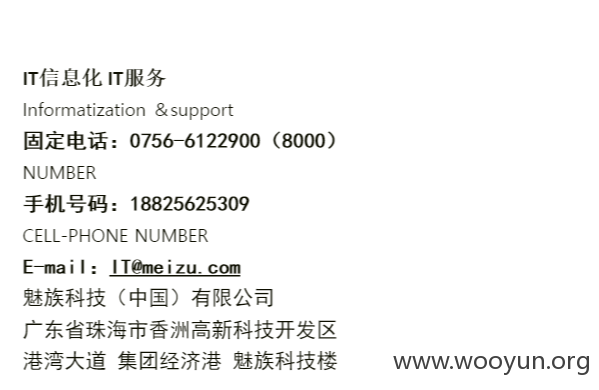 IT信息化 IT服务
Informatization &support
固定电话：0756-6122900（8000）
NUMBER
手机号码：18825625309
CELL-PHONE NUMBER
E-mail：IT@meizu.com
魅族科技（中国）有限公司
广东省珠海市香洲高新科技开发区
港湾大道 集团经济港 魅族科技楼
www.wooyun.org